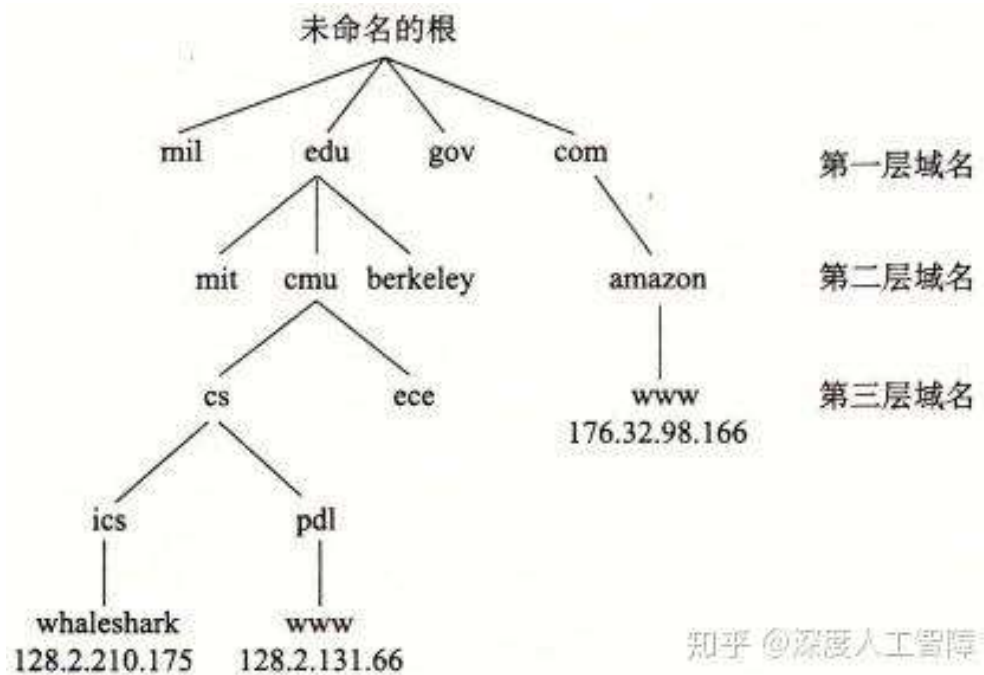 未命名的根
mil edu gov com 第一层域名
mit cmu berkeley amazon 第二层域名
cs ece www 第三层域名
176.32.98.166
ics pdl
whaleshark www
128.2.210.175 128.2.131.66
知乎 @深度人工智障